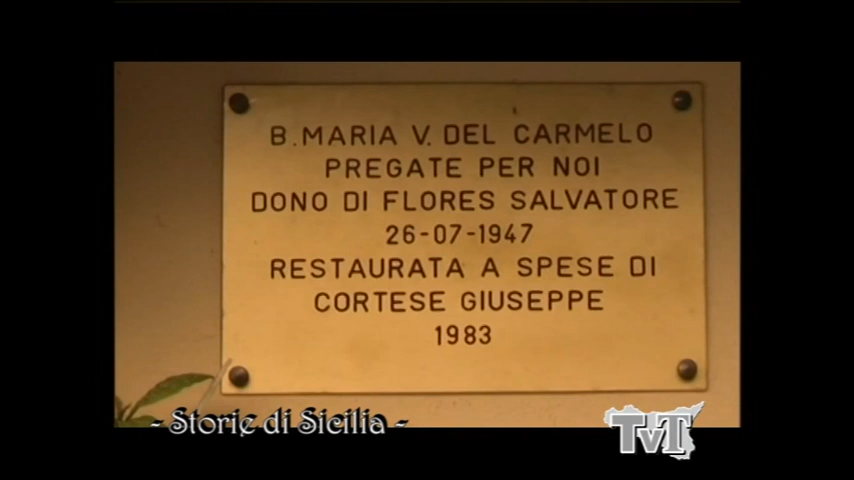 B. MARIA V. DEL CARMELO
PREGATE PER NOI
DONO DI FLORES SALVATORE
26-07-1947
RESTAURATA A SPESE DI
CORTESE GIUSEPPE
1983
- Storie di Sicilia -
TvT